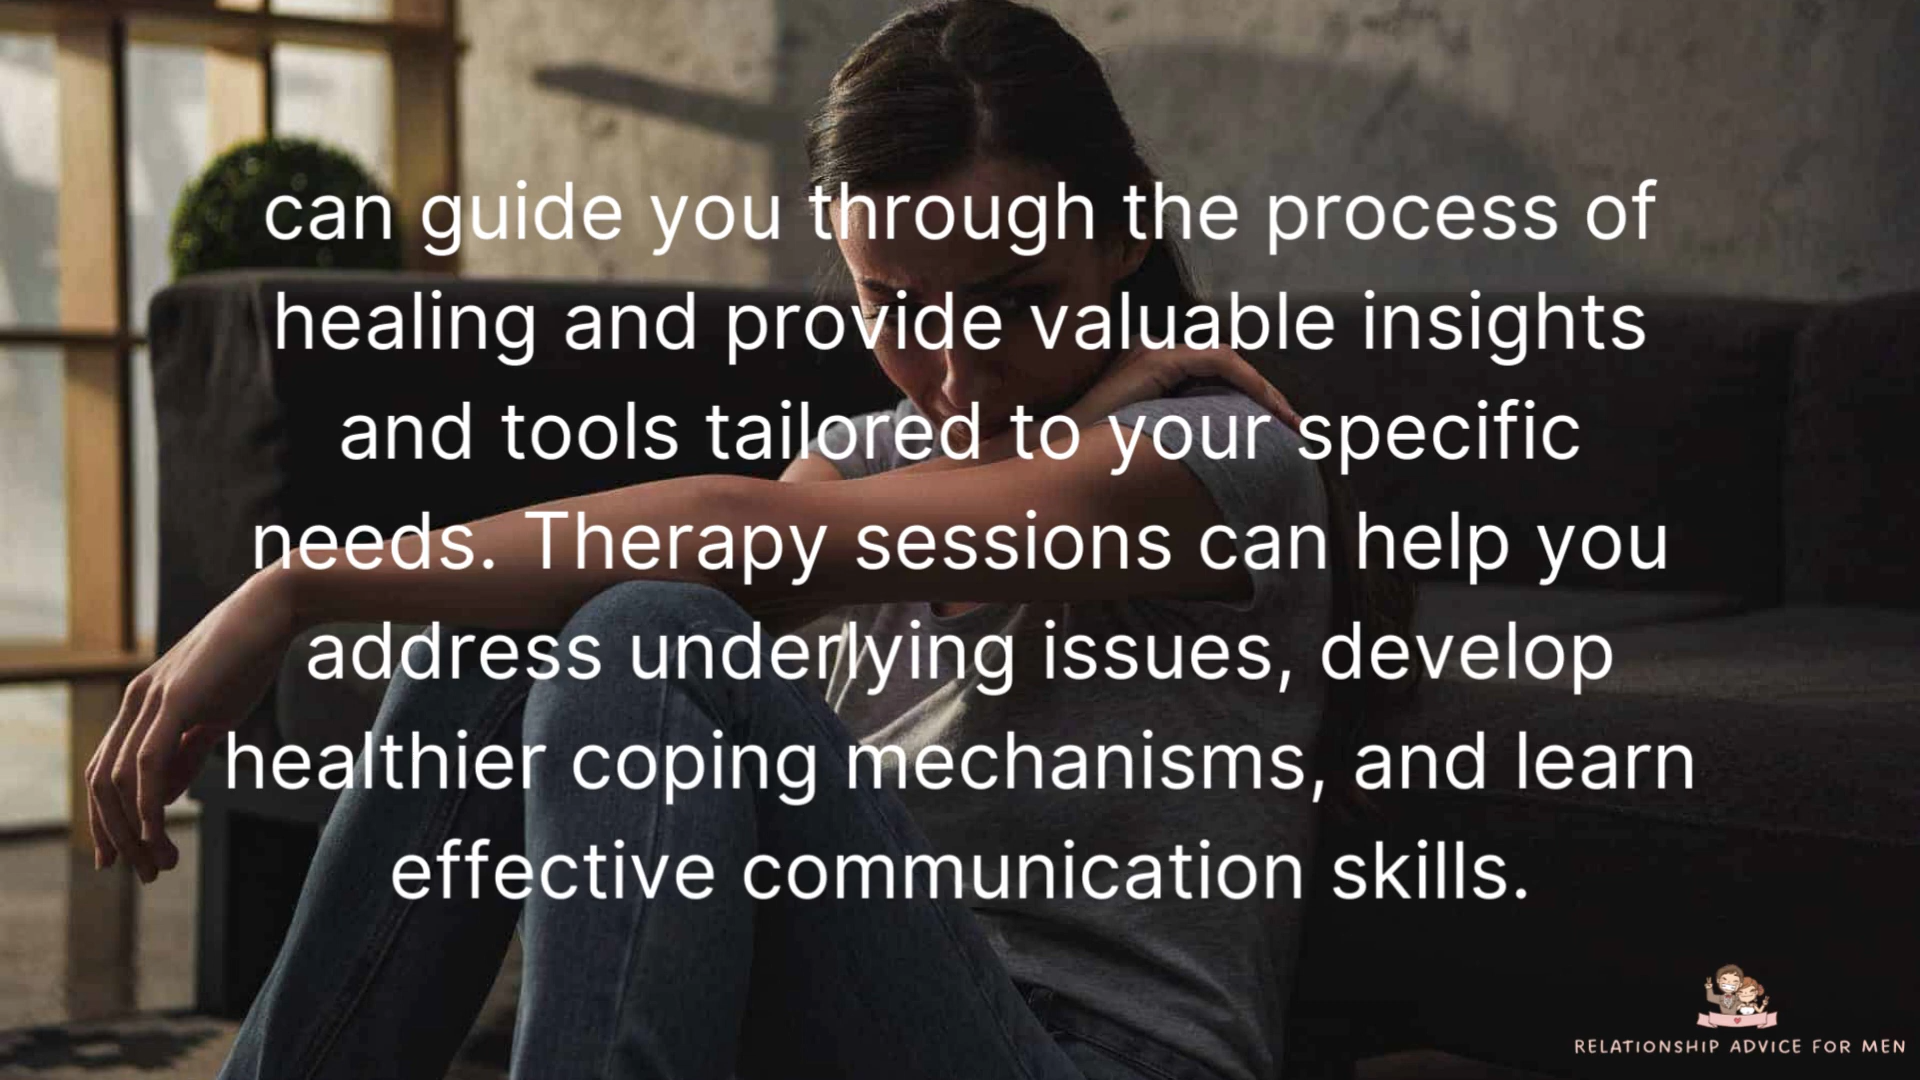 can guide you through the process of
healing and provide valuable insights
and tools tailored to your specific
needs. Therapy sessions can help you
address underlying issues, develop
healthier coping mechanisms, and learn
effective communication skills.
RELATIONSHIP ADVICE FOR MEN